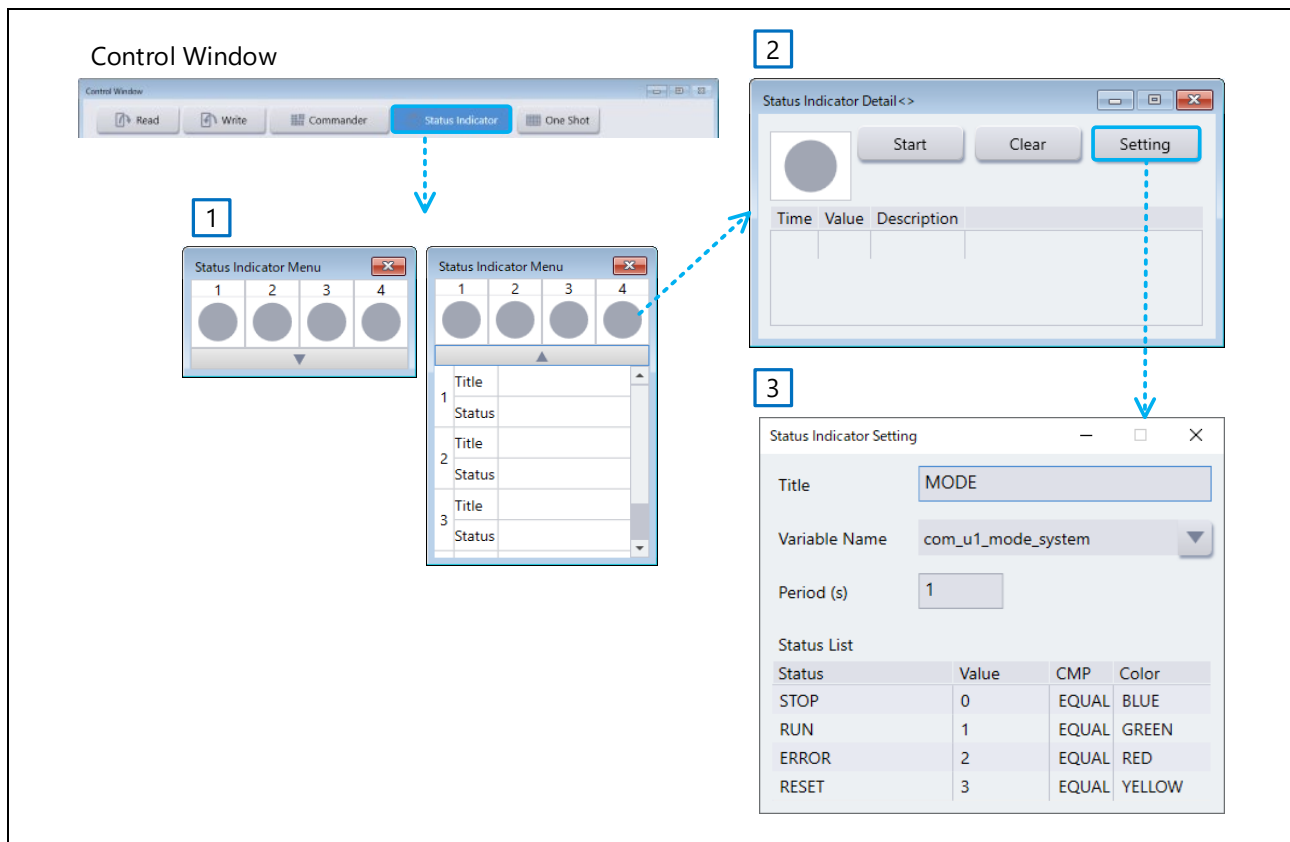 Control Window
Control Window
Read Write Commander Status Indicator One Shot
1
Status Indicator Menu
1 2 3 4
▼
Status Indicator Menu
1 2 3 4
▲
1 Title
Status
2 Title
Status
3 Title
Status
2
Status Indicator Detail<>
Start Clear Setting
Time Value Description
3
Status Indicator Setting
Title MODE
Variable Name com_u1_mode_system
Period (s) 1
Status List
Status Value CMP Color
STOP 0 EQUAL BLUE
RUN 1 EQUAL GREEN
ERROR 2 EQUAL RED
RESET 3 EQUAL YELLOW